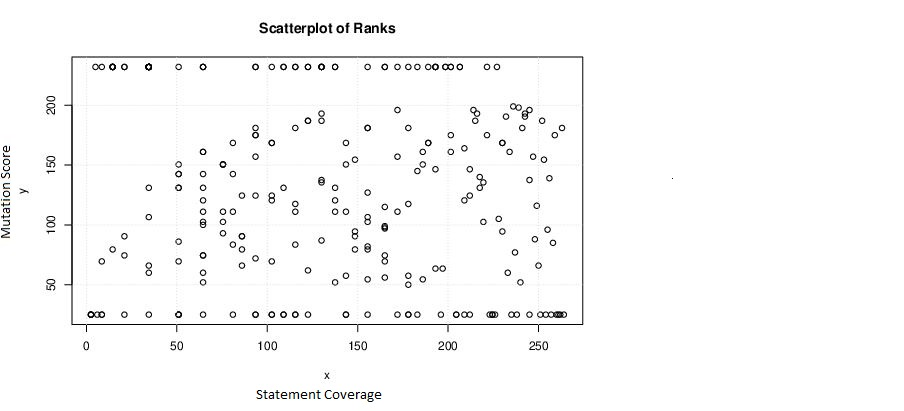 Scatterplot of Ranks
Mutation Score
y
200
150
100
50
0 50 100 150 200 250
x
Statement Coverage